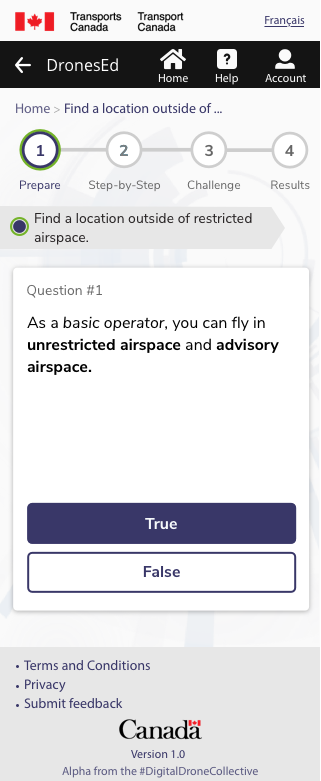 Transports Transport
Canada Canada
Français
DronesEd
Home Help Account
Home > Find a location outside of ...
1 2 3 4
Prepare Step-by-Step Challenge Results
Find a location outside of restricted
airspace.
Question #1
As a basic operator, you can fly in
unrestricted airspace and advisory
airspace.
True
False
• Terms and Conditions
• Privacy
• Submit feedback
Canada
Version 1.0
Alpha from the #DigitalDroneCollective